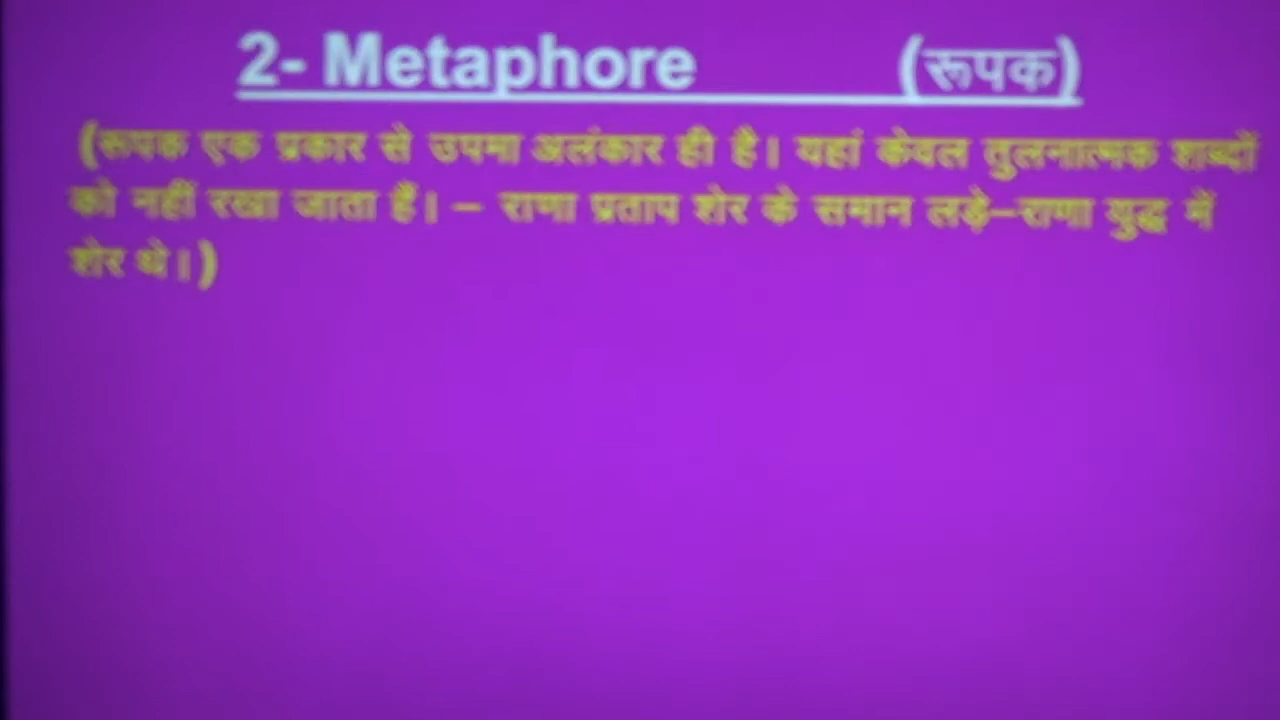 2- Metaphore (रूपक)
(रूपक एक प्रकार से उपमा अलंकार ही है। यहां केवल तुलनात्मक शब्दों
को नहीं रखा जाता हैं। – राणा प्रताप शेर के समान लड़े–राणा युद्ध में
शेर थे।)